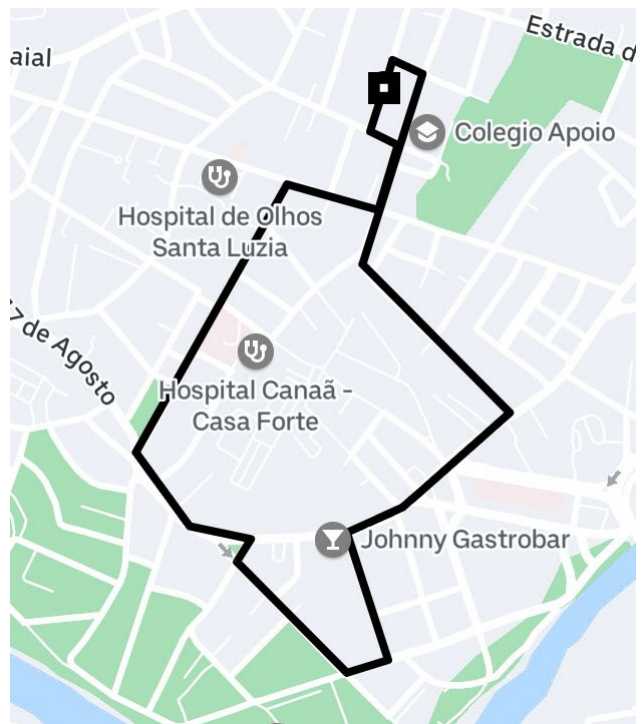 Estrada d
aial
Colegio Apoio
Hospital de Olhos
Santa Luzia
7 de Agosto
Hospital Canaã -
Casa Forte
Johnny Gastrobar